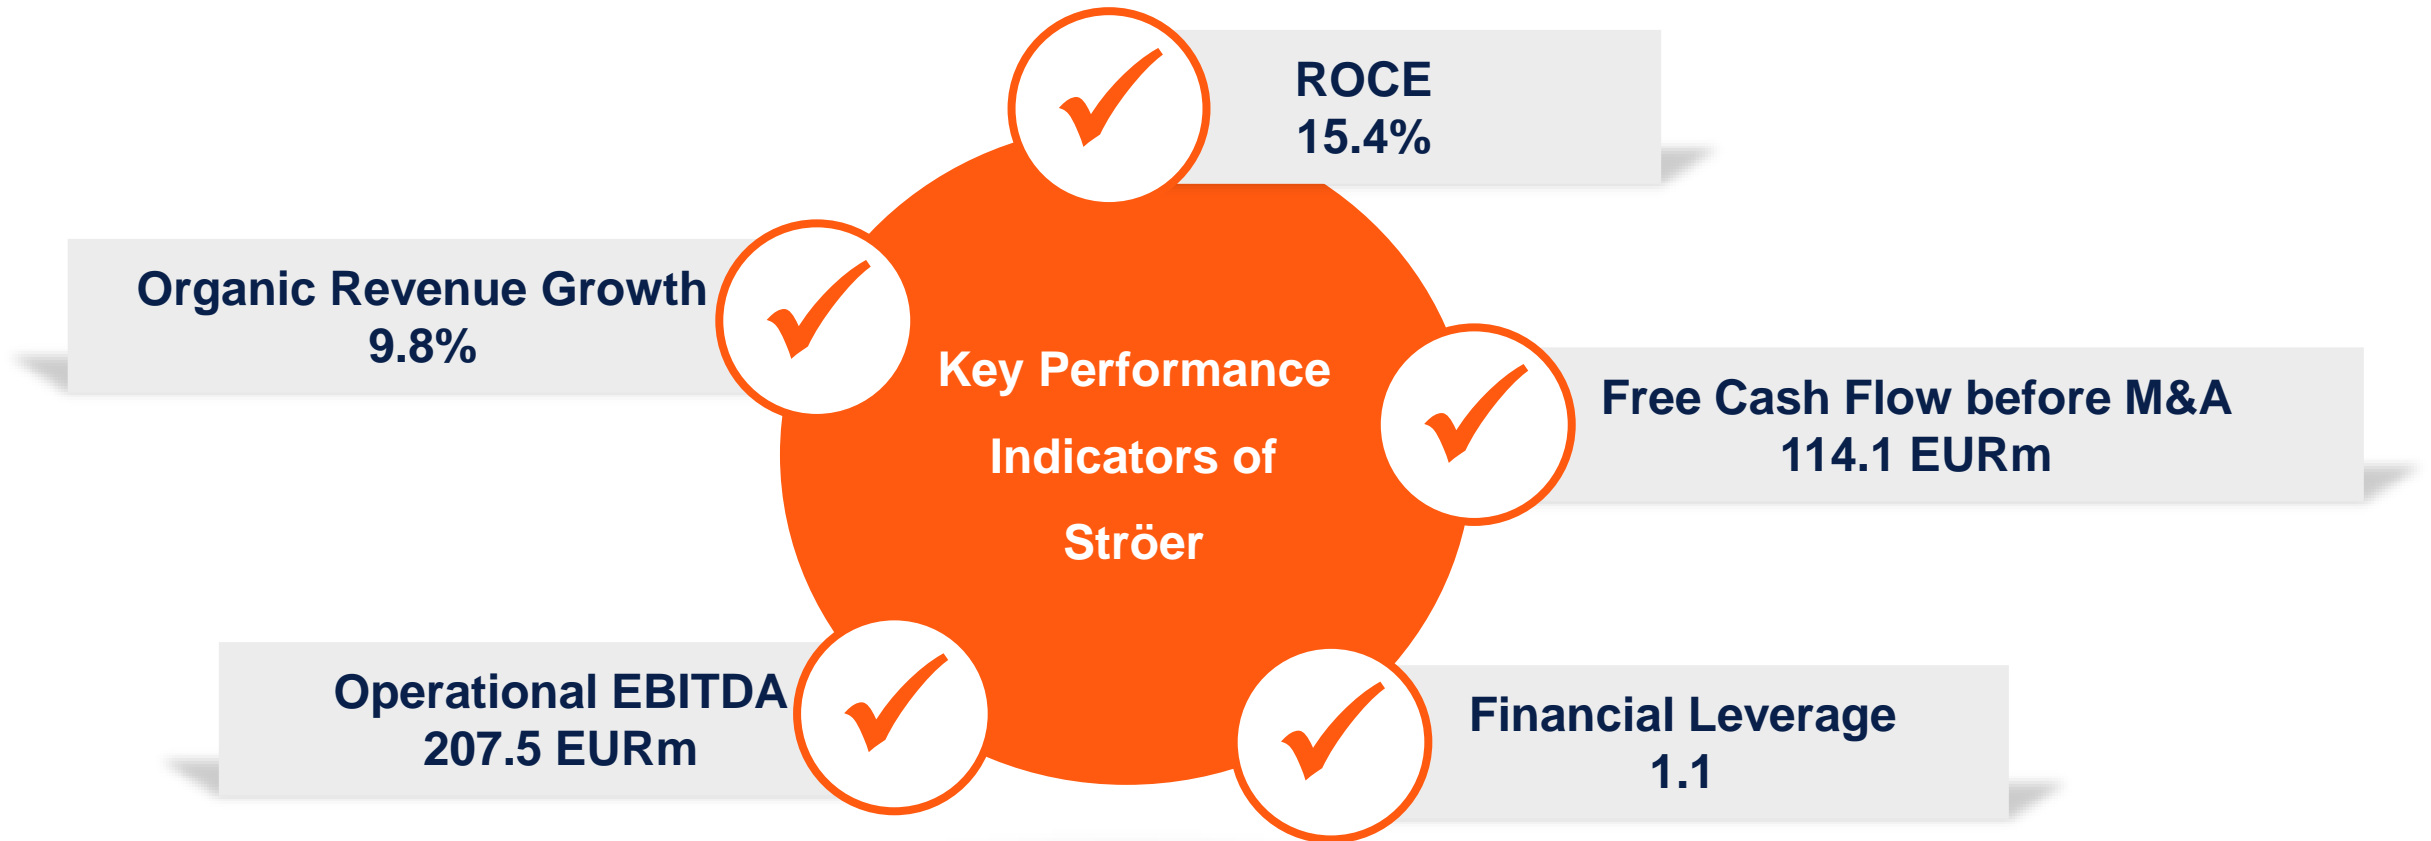 ROCE
15.4%
Organic Revenue Growth
9.8%
Key Performance
Indicators of
Ströer
Free Cash Flow before M&A
114.1 EURm
Operational EBITDA
207.5 EURm
Financial Leverage
1.1